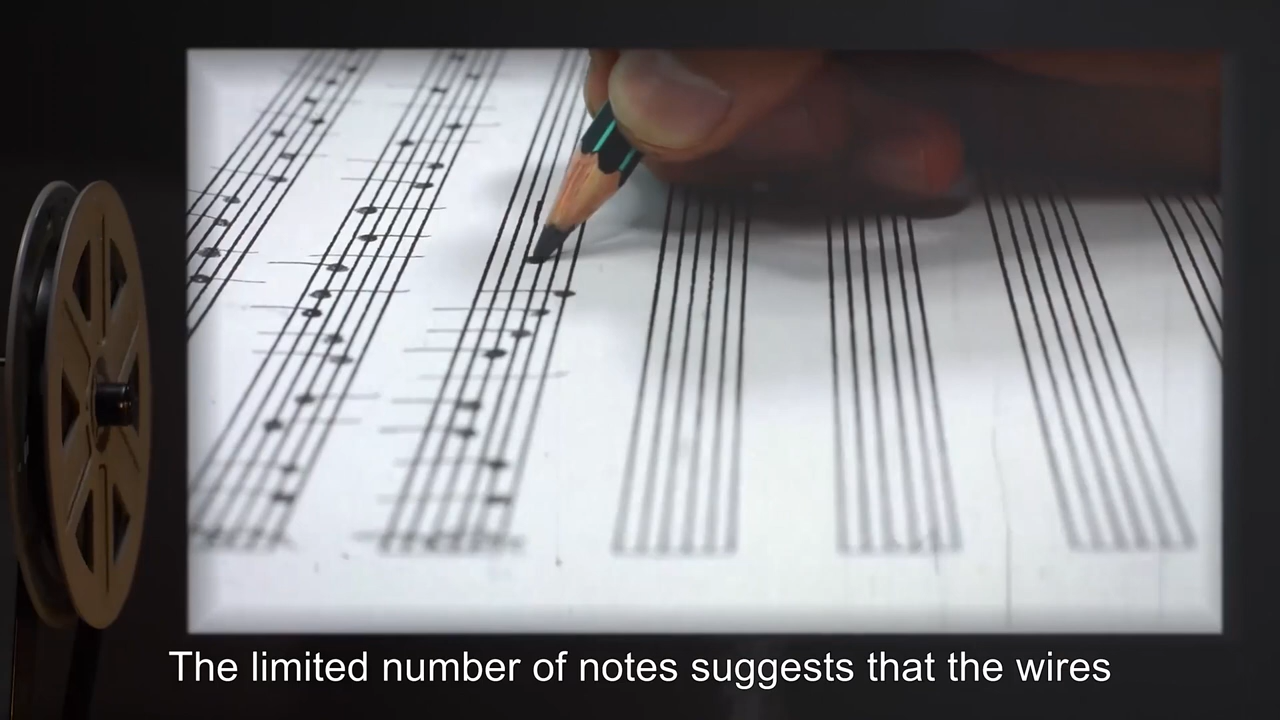 The limited number of notes suggests that the wires